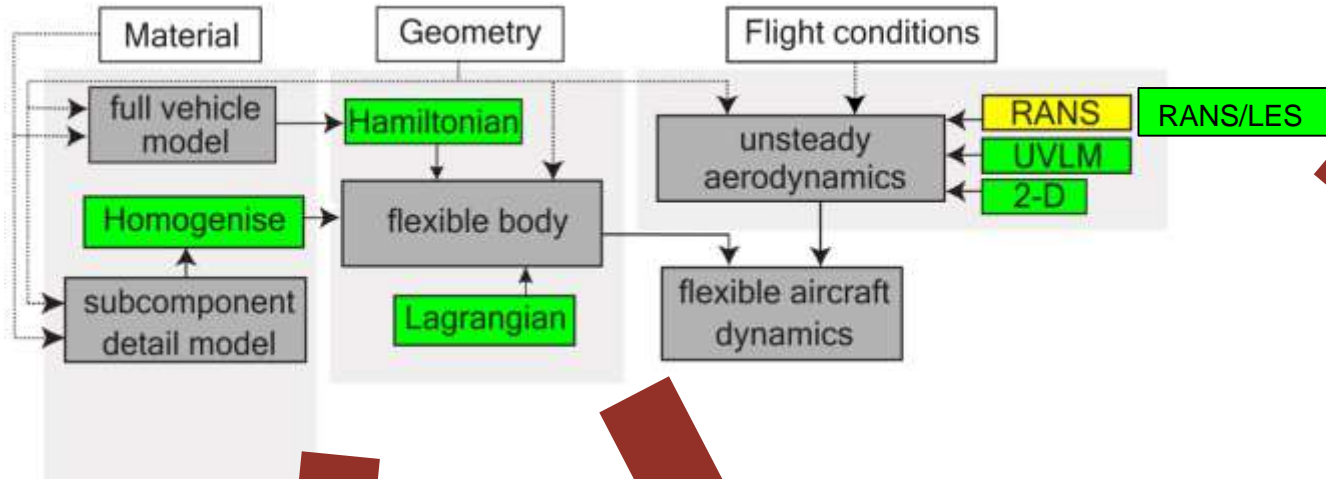 Material
Geometry
Flight conditions
full vehicle
model
Hamiltonian
RANS
RANS/LES
unsteady
aerodynamics
UVLM
2-D
Homogenise
flexible body
subcomponent
detail model
Lagrangian
flexible aircraft
dynamics